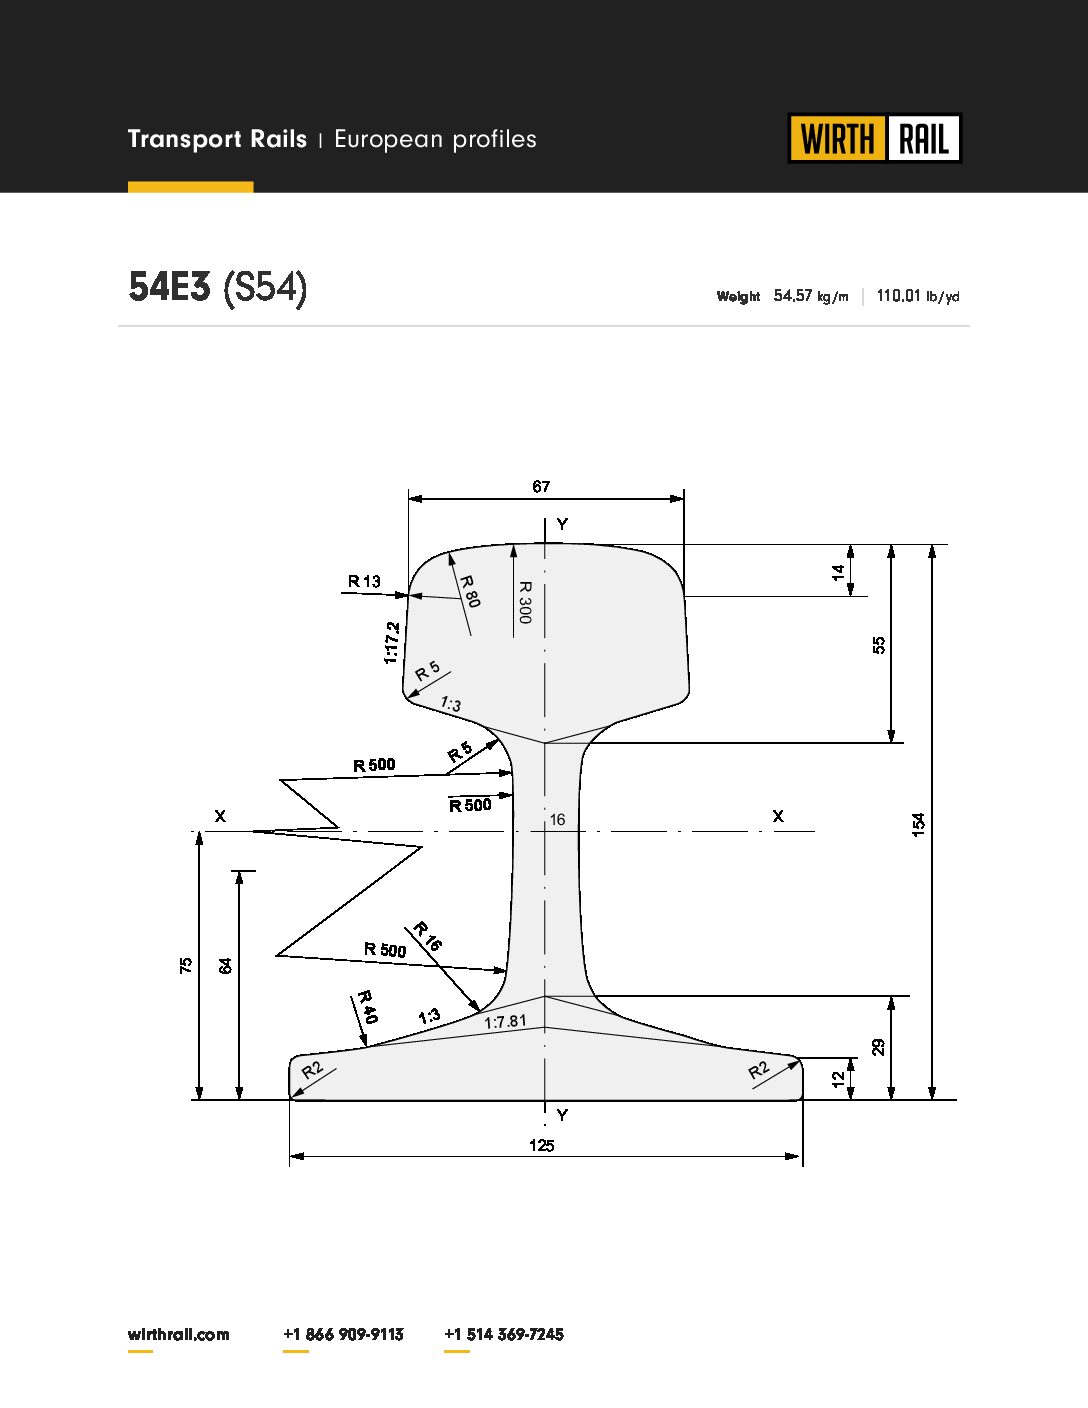 Transport Rails | European profiles
WIRTH RAIL
54E3 (S54)
Weight 54,57 kg/m | 110.01 lb/yd
67
Y
R 13
R 80
R 300
14
1:17.2
55
R 5
1:3
R 5
R 500
R 500
X
16
X
154
75
64
R 500
R 16
R 40
1:3
1:7.81
29
R2
R2
12
Y
125
wirthrail.com +1 866 909-9113 +1 514 369-7245